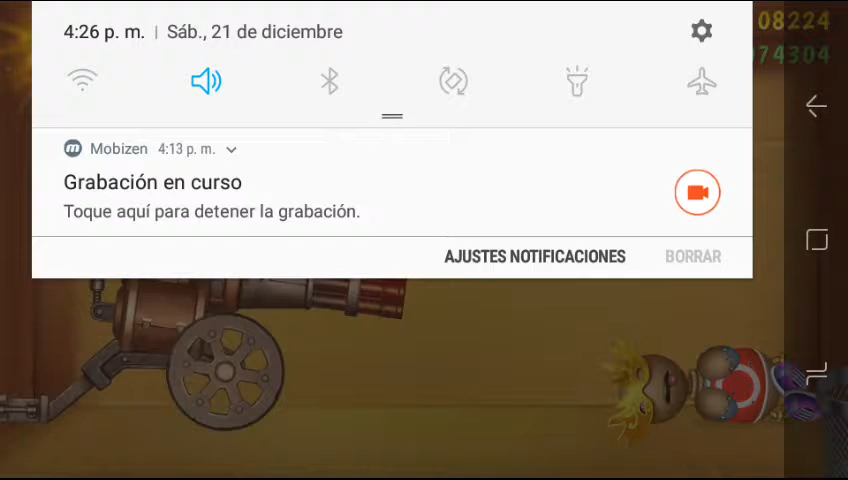 4:26 p. m. | Sáb., 21 de diciembre
08224
74304
Mobizen 4:13 p. m.
Grabación en curso
Toque aquí para detener la grabación.
AJUSTES NOTIFICACIONES BORRAR